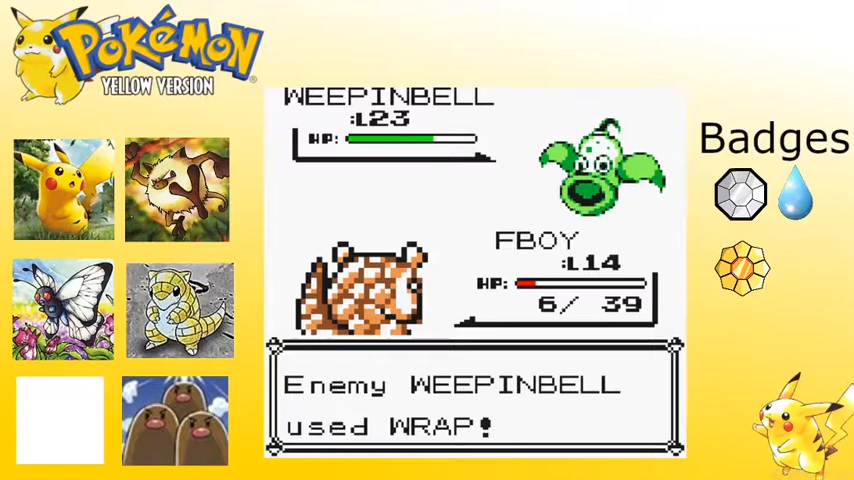 POKéMON
YELLOW VERSION
WEEPINBELL
:L23
HP:
FBOY
:L14
HP:
6/ 39
Enemy WEEPINBELL
used WRAP!
Badges